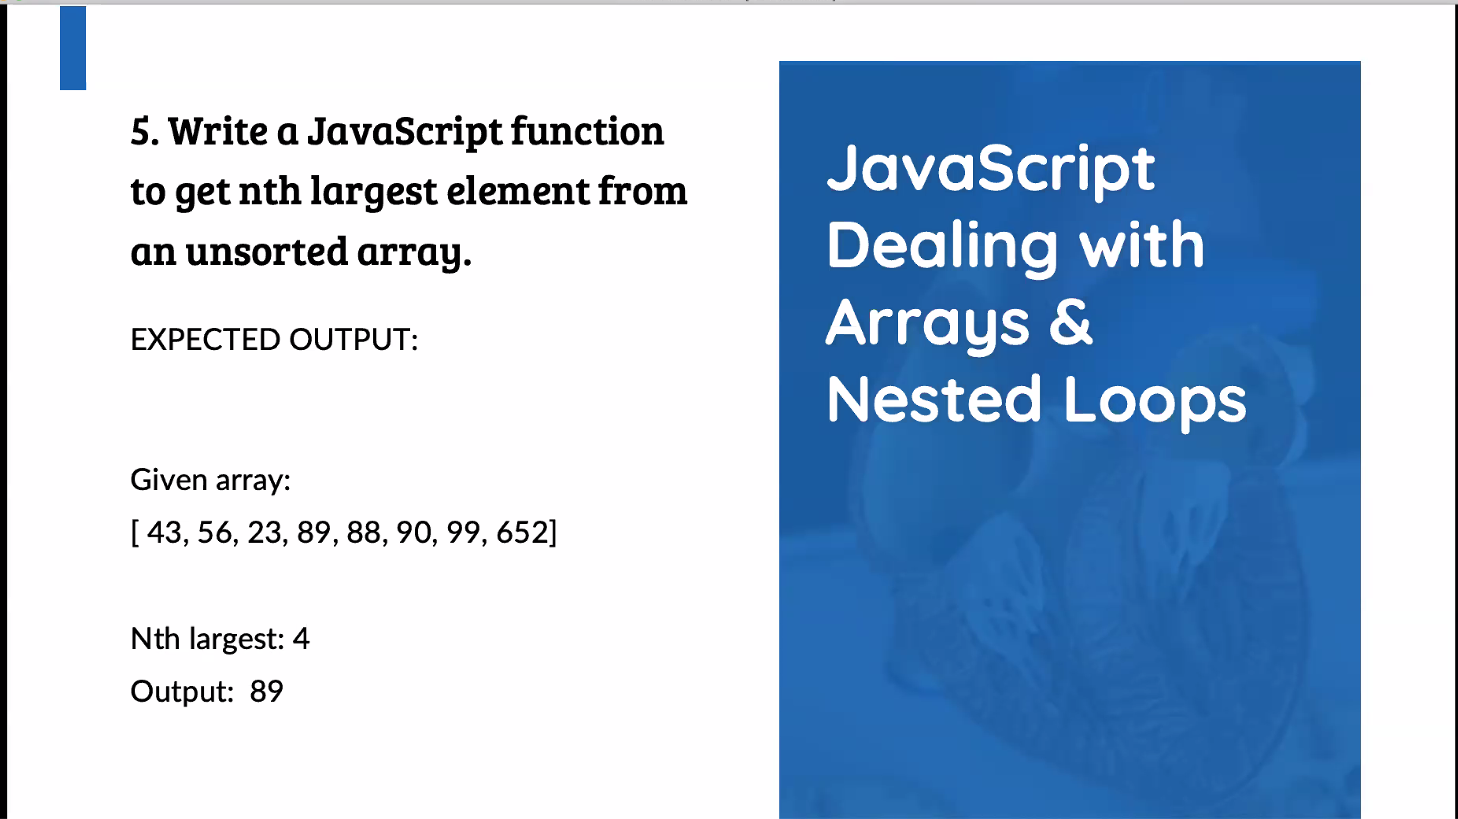 5. Write a JavaScript function
to get nth largest element from
an unsorted array.
EXPECTED OUTPUT:
Given array:
[ 43, 56, 23, 89, 88, 90, 99, 652]
Nth largest: 4
Output:  89
JavaScript
Dealing with
Arrays &
Nested Loops